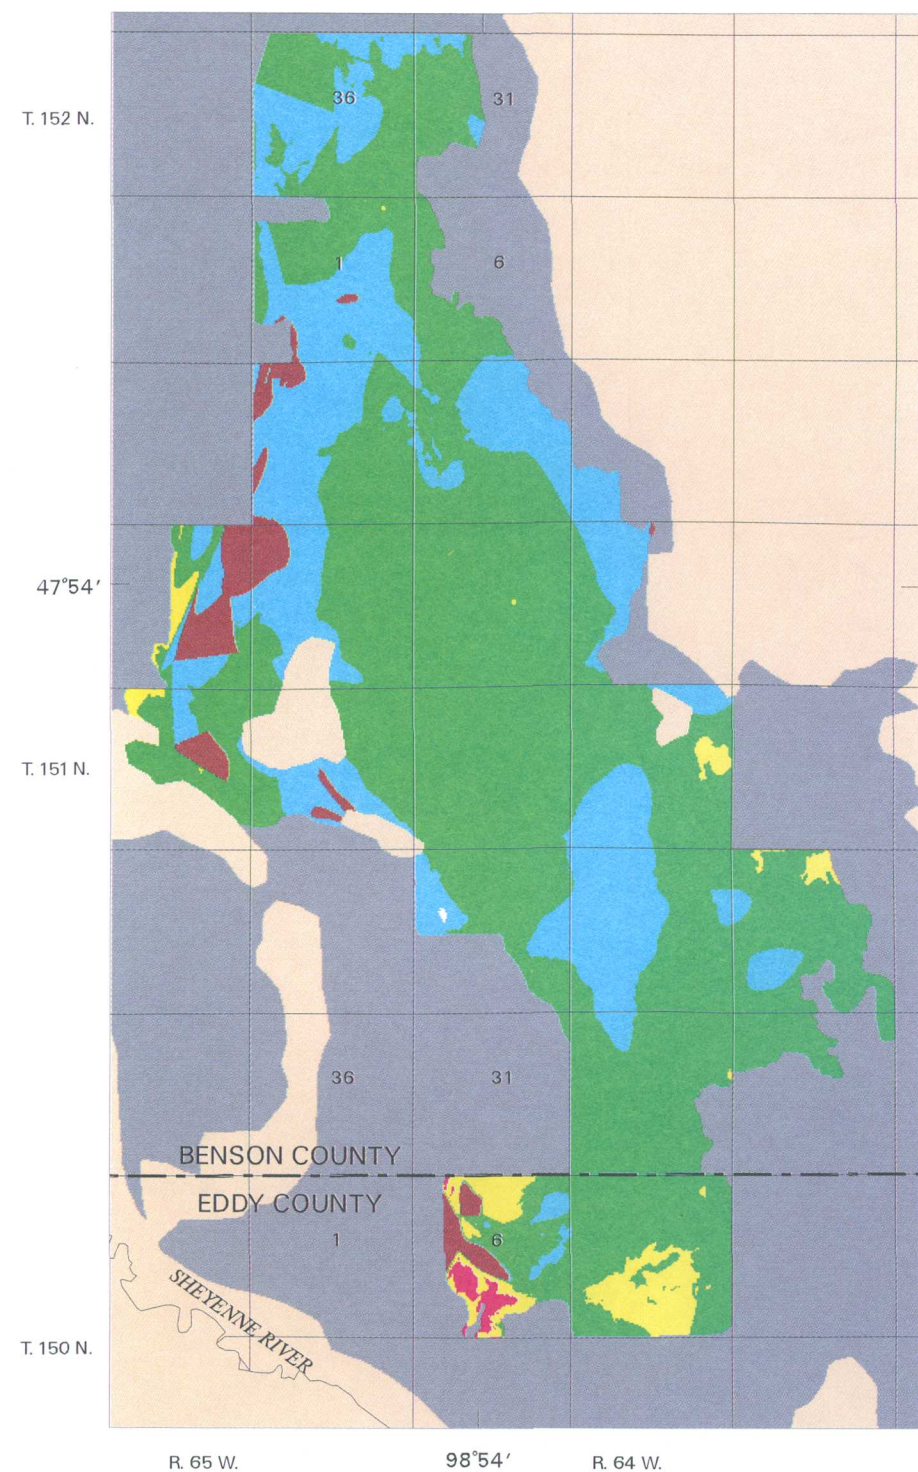 36
31
T. 152 N.
1
6
47°54′
T. 151 N.
36
31
BENSON COUNTY
EDDY COUNTY
1
6
SHEYENNE RIVER
T. 150 N.
R. 65 W.
98°54′
R. 64 W.